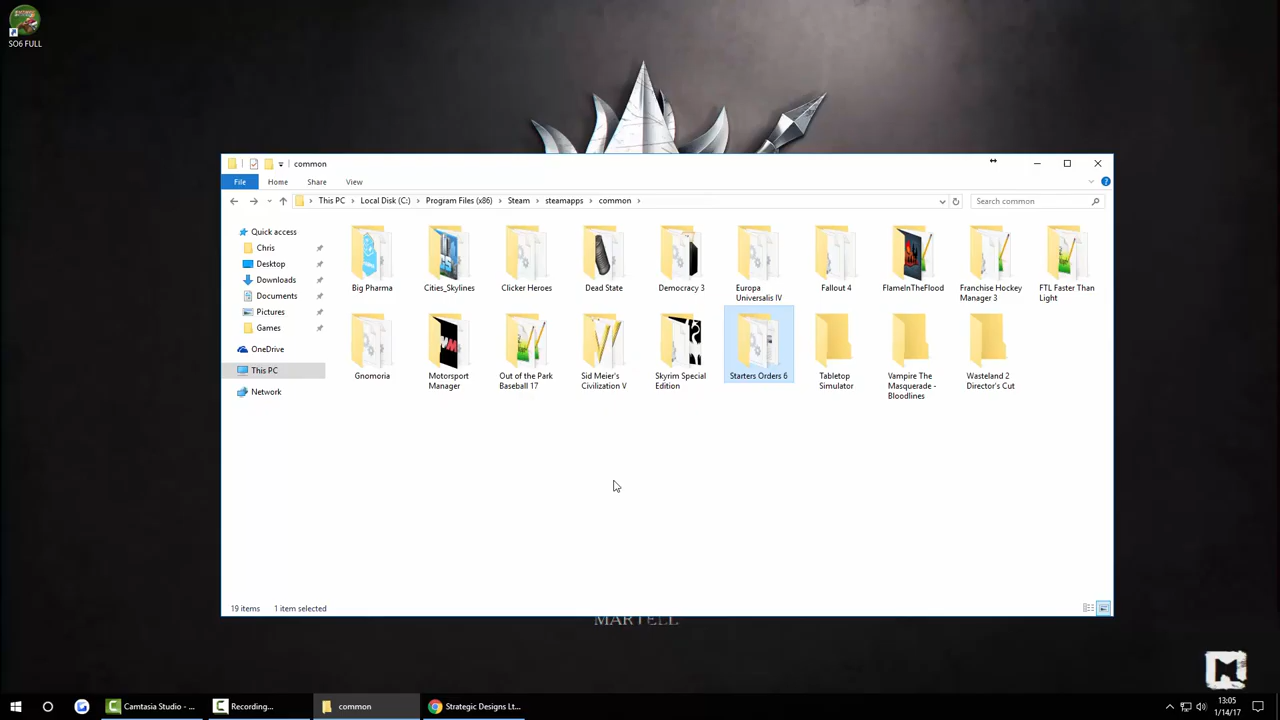 SO6 FULL
common
File
Home
Share
View
This PC
Local Disk (C:)
Program Files (x86)
Steam
steamapps
common
Search common
Quick access
Chris
Desktop
Downloads
Documents
Pictures
Games
OneDrive
This PC
Network
Big Pharma
Cities_Skylines
Clicker Heroes
Dead State
Democracy 3
Europa
Universalis IV
Fallout 4
FlameInTheFlood
Franchise Hockey
Manager 3
FTL Faster Than
Light
Gnomoria
Motorsport
Manager
Out of the Park
Baseball 17
Sid Meier's
Civilization V
Skyrim Special
Edition
Starters Orders 6
Tabletop
Simulator
Vampire The
Masquerade -
Bloodlines
Wasteland 2
Director's Cut
19 items
1 item selected
MARTELL
Camtasia Studio - ...
Recording...
common
Strategic Designs Lt...
13:05
1/14/17